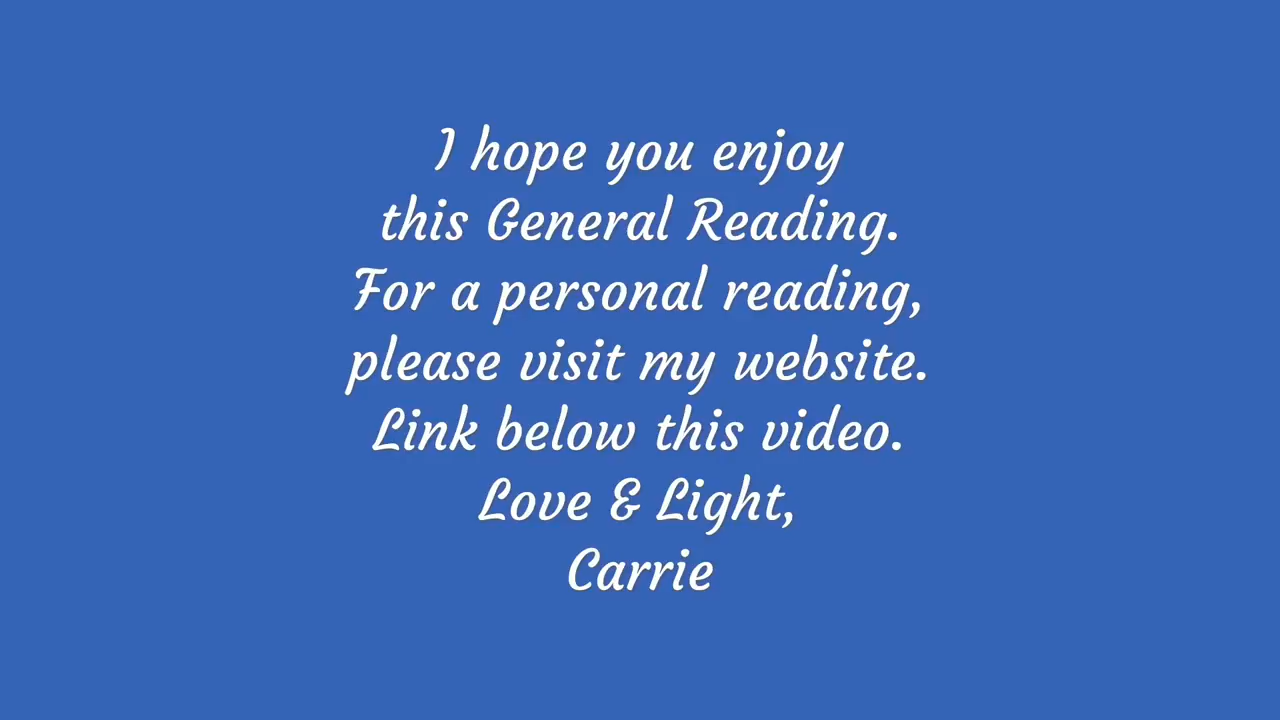 I hope you enjoy
this General Reading.
For a personal reading,
please visit my website.
Link below this video.
Love & Light,
Carrie